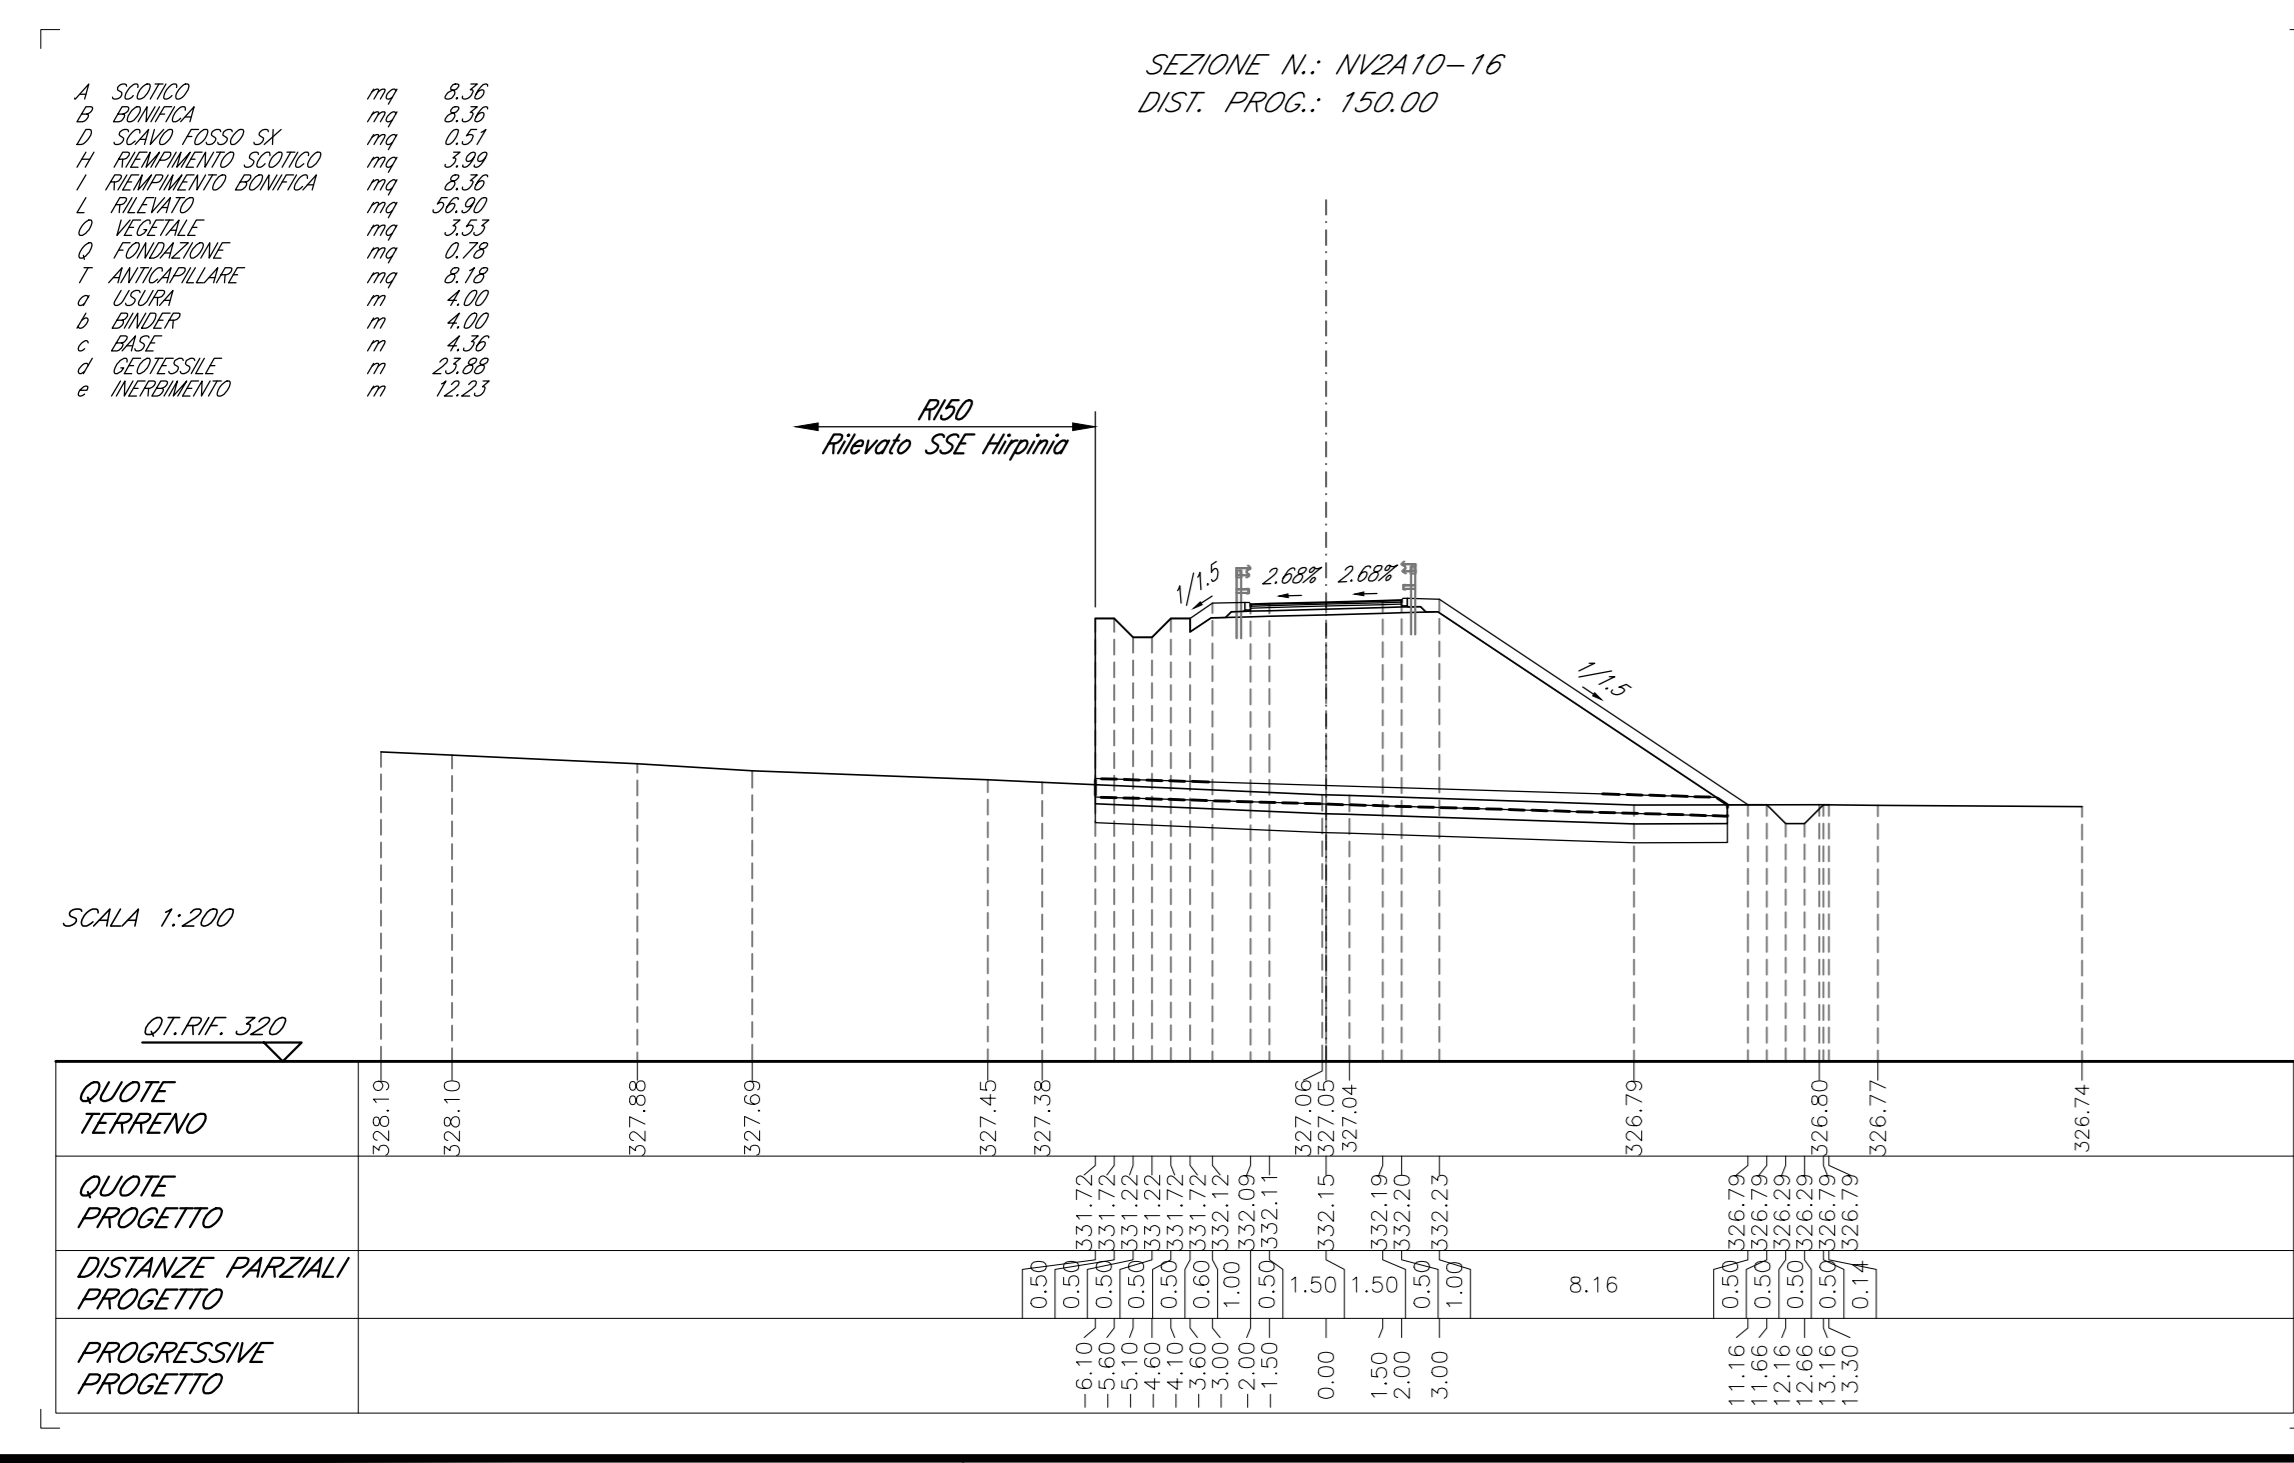 SEZIONE N.: NV2A10-16
DIST. PROG.: 150.00
A SCOTICO mq 8.36
B BONIFICA mq 8.36
D SCAVO FOSSO SX mq 0.51
H RIEMPIMENTO SCOTICO mq 3.99
I RIEMPIMENTO BONIFICA mq 8.36
L RILEVATO mq 56.90
O VEGETALE mq 3.53
Q FONDAZIONE mq 0.78
T ANTICAPILLARE mq 8.18
a USURA m 4.00
b BINDER m 4.00
c BASE m 4.36
d GEOTESSILE m 23.88
e INERBIMENTO m 12.23
RI50
Rilevato SSE Hirpinia
1/1.5
2.68% 2.68%
1/1.5
SCALA 1:200
QT.RIF. 320
QUOTE
TERRENO
328.19 328.10 327.88 327.69 327.45 327.38 327.06 327.05 327.04 326.79 326.80 326.77 326.74
QUOTE
PROGETTO
331.72 331.72 331.22 331.22 331.72 331.72 332.12 332.09 332.11 332.15 332.19 332.20 332.23 326.79 326.79 326.29 326.29 326.79 326.79
DISTANZE PARZIALI
PROGETTO
0.50 0.50 0.50 0.50 0.50 0.60 1.00 0.50 1.50 1.50 0.50 1.00 8.16 0.50 0.50 0.50 0.50 0.14
PROGRESSIVE
PROGETTO
-6.10 -5.60 -5.10 -4.60 -4.10 -3.60 -3.00 -2.00 -1.50 0.00 1.50 2.00 3.00 11.16 11.66 12.16 12.66 13.16 13.30